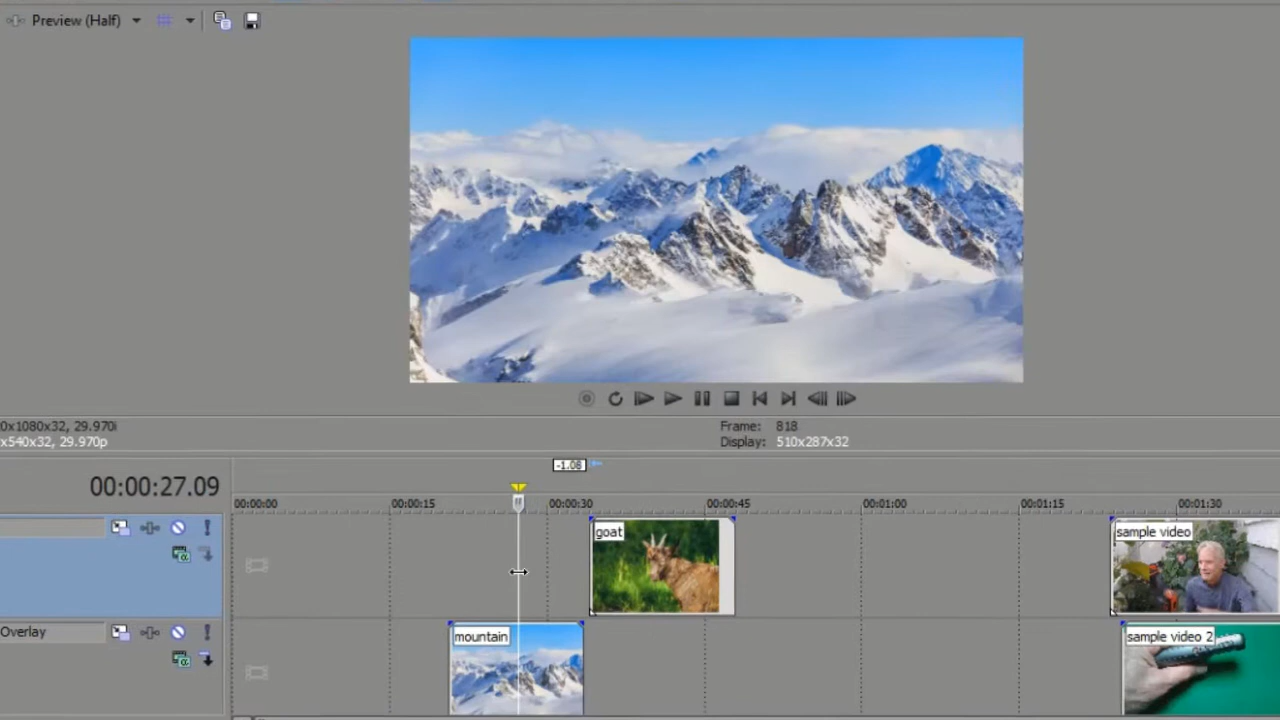 Preview (Half)
0x1080x32, 29.970i
x540x32, 29.970p
Frame: 818
Display: 510x287x32
-1.08
00:00:27.09
00:00:00
00:00:15
00:00:30
00:00:45
00:01:00
00:01:15
00:01:30
goat
sample video
Overlay
mountain
sample video 2